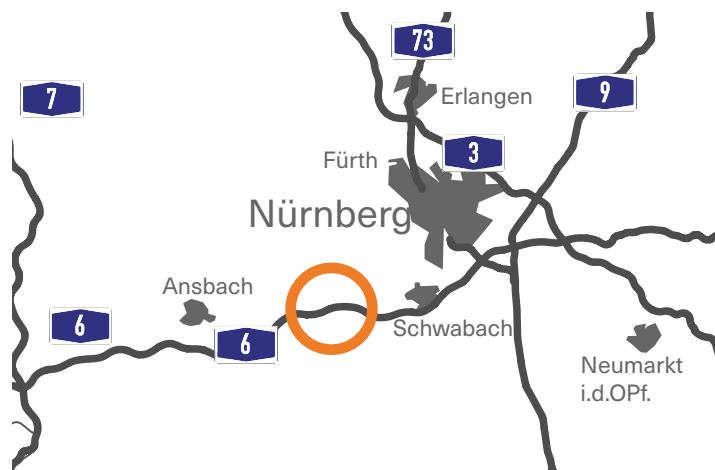 73
7
9
Erlangen
3
Fürth
Nürnberg
Ansbach
6
6
Schwabach
Neumarkt
i.d.OPf.